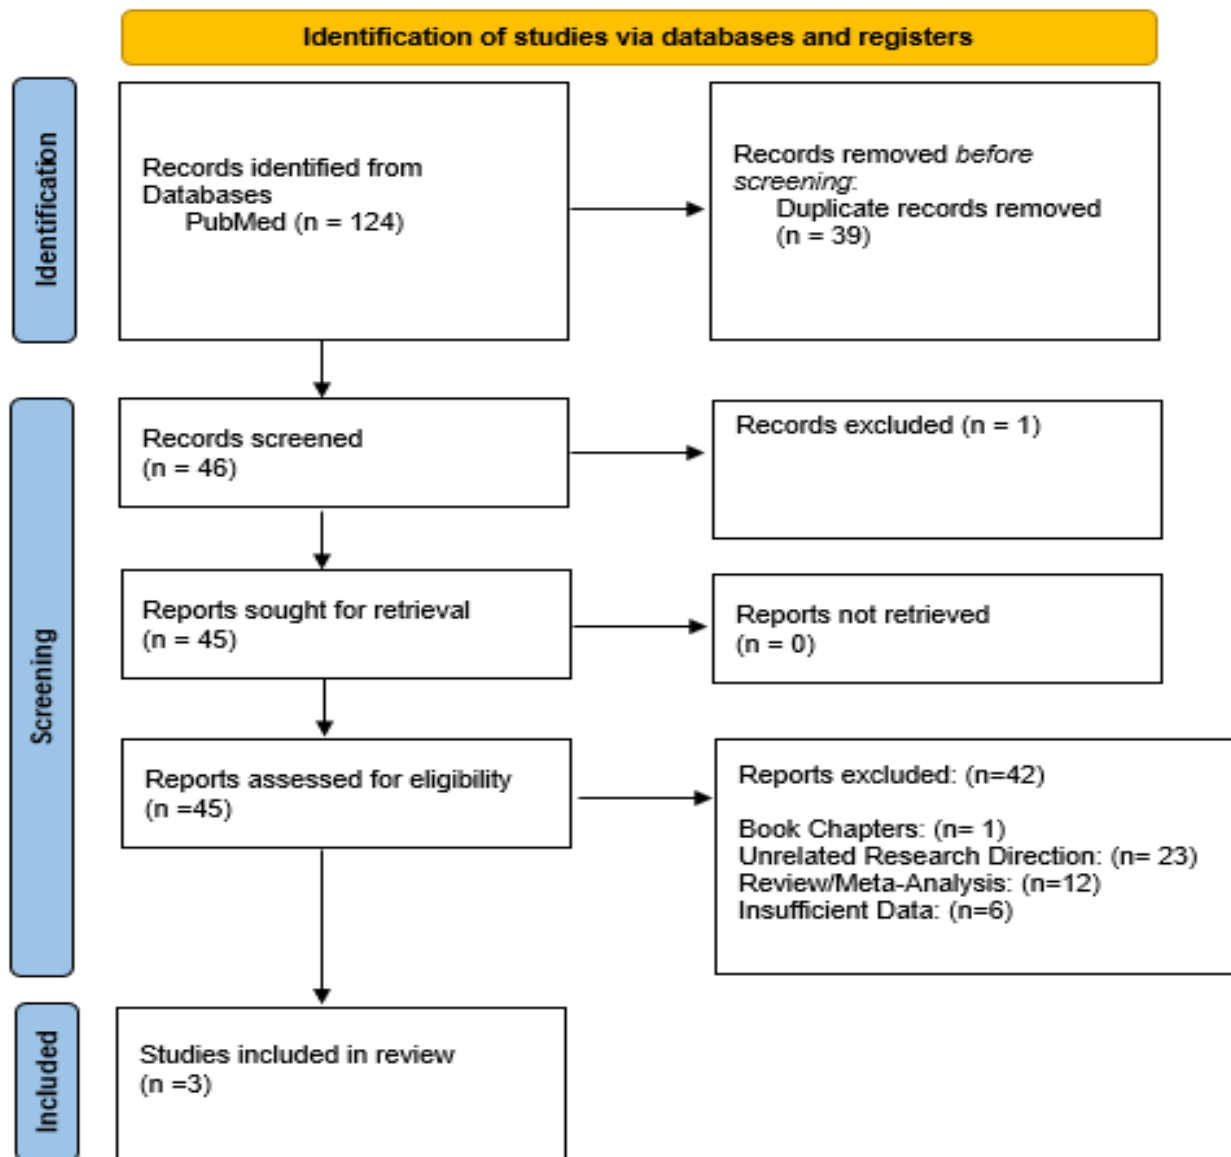 Identification of studies via databases and registers
Identification
Records identified from
Databases
PubMed (n = 124)
Records removed before
screening:
Duplicate records removed
(n = 39)
Screening
Records screened
(n = 46)
Records excluded (n = 1)
Reports sought for retrieval
(n = 45)
Reports not retrieved
(n = 0)
Reports assessed for eligibility
(n =45)
Reports excluded: (n=42)
Book Chapters: (n= 1)
Unrelated Research Direction: (n= 23)
Review/Meta-Analysis: (n=12)
Insufficient Data: (n=6)
Included
Studies included in review
(n =3)